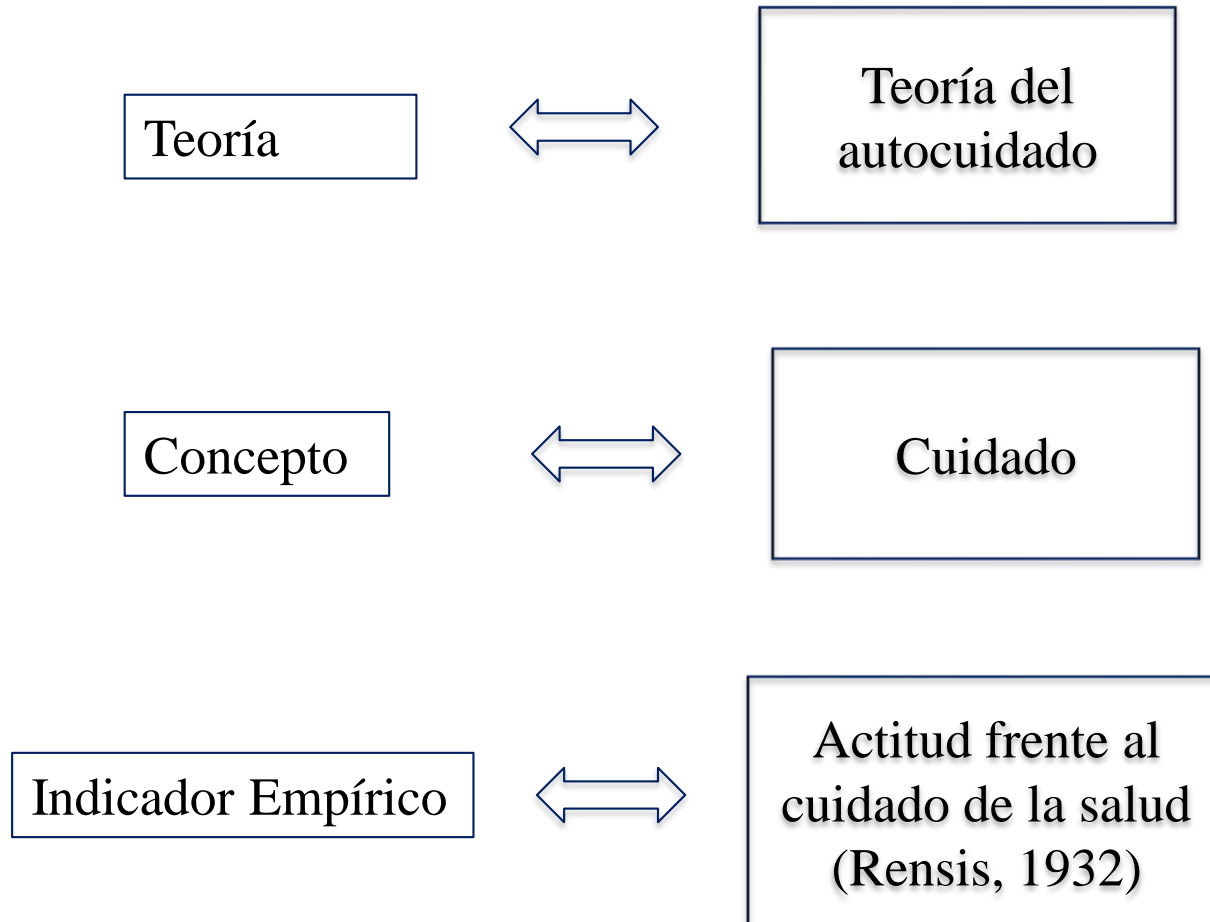 Teoría
Teoría del
autocuidado
Concepto
Cuidado
Indicador Empírico
Actitud frente al
cuidado de la salud
(Rensis, 1932)